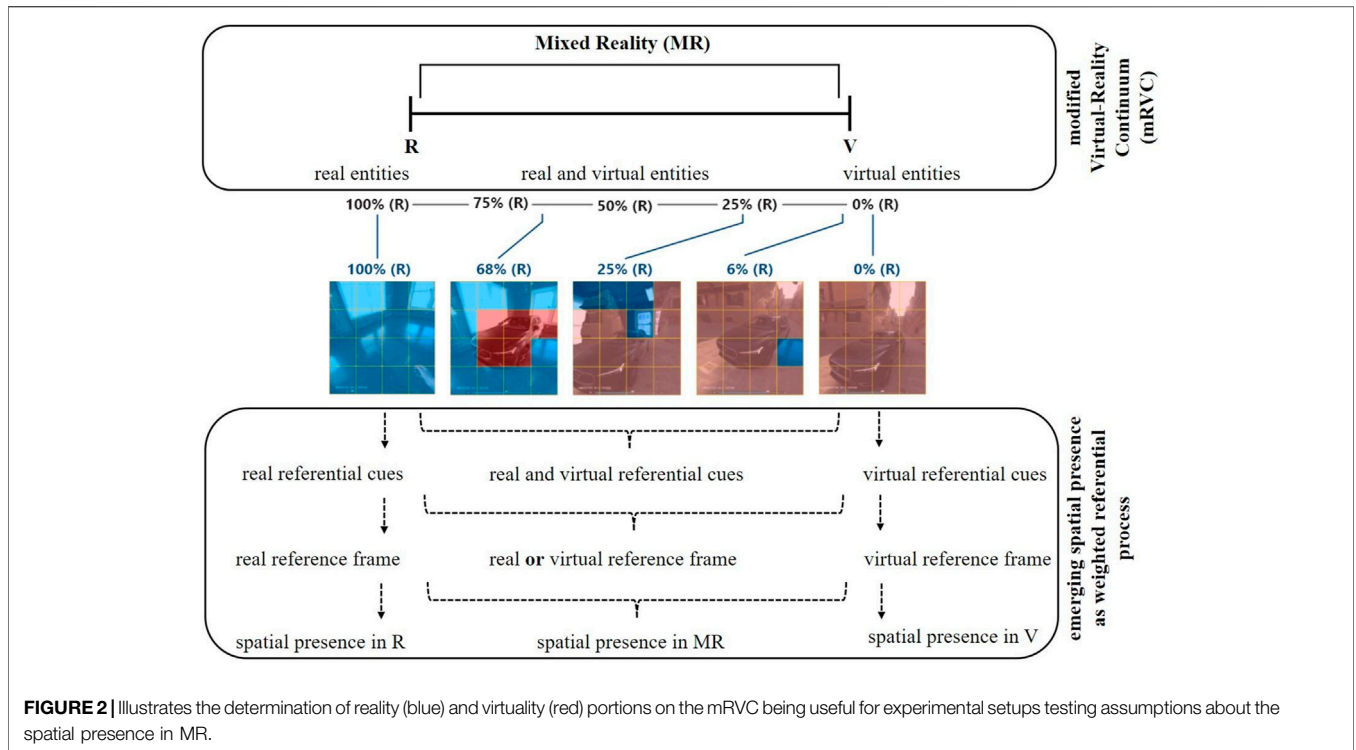 Mixed Reality (MR)
R
V
real entities
real and virtual entities
virtual entities
modified
Virtual-Reality
Continuum
(mRVC)
100% (R)
75% (R)
50% (R)
25% (R)
0% (R)
100% (R)
68% (R)
25% (R)
6% (R)
0% (R)
real referential cues
real and virtual referential cues
virtual referential cues
real reference frame
real or virtual reference frame
virtual reference frame
spatial presence in R
spatial presence in MR
spatial presence in V
emerging spatial presence
as weighted referential
process
FIGURE 2 | Illustrates the determination of reality (blue) and virtuality (red) portions on the mRVC being useful for experimental setups testing assumptions about the
spatial presence in MR.